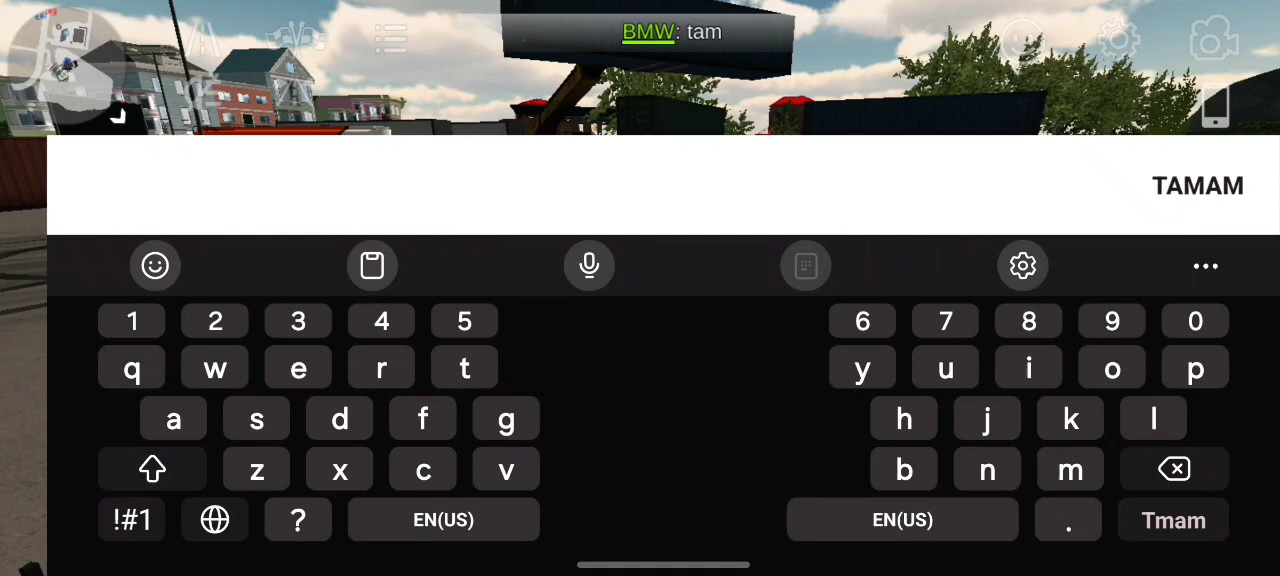 BMW: tam
TAMAM
1 2 3 4 5 6 7 8 9 0
q w e r t y u i o p
a s d f g h j k l
z x c v b n m
!#1 ? EN(US) EN(US) . Tmam